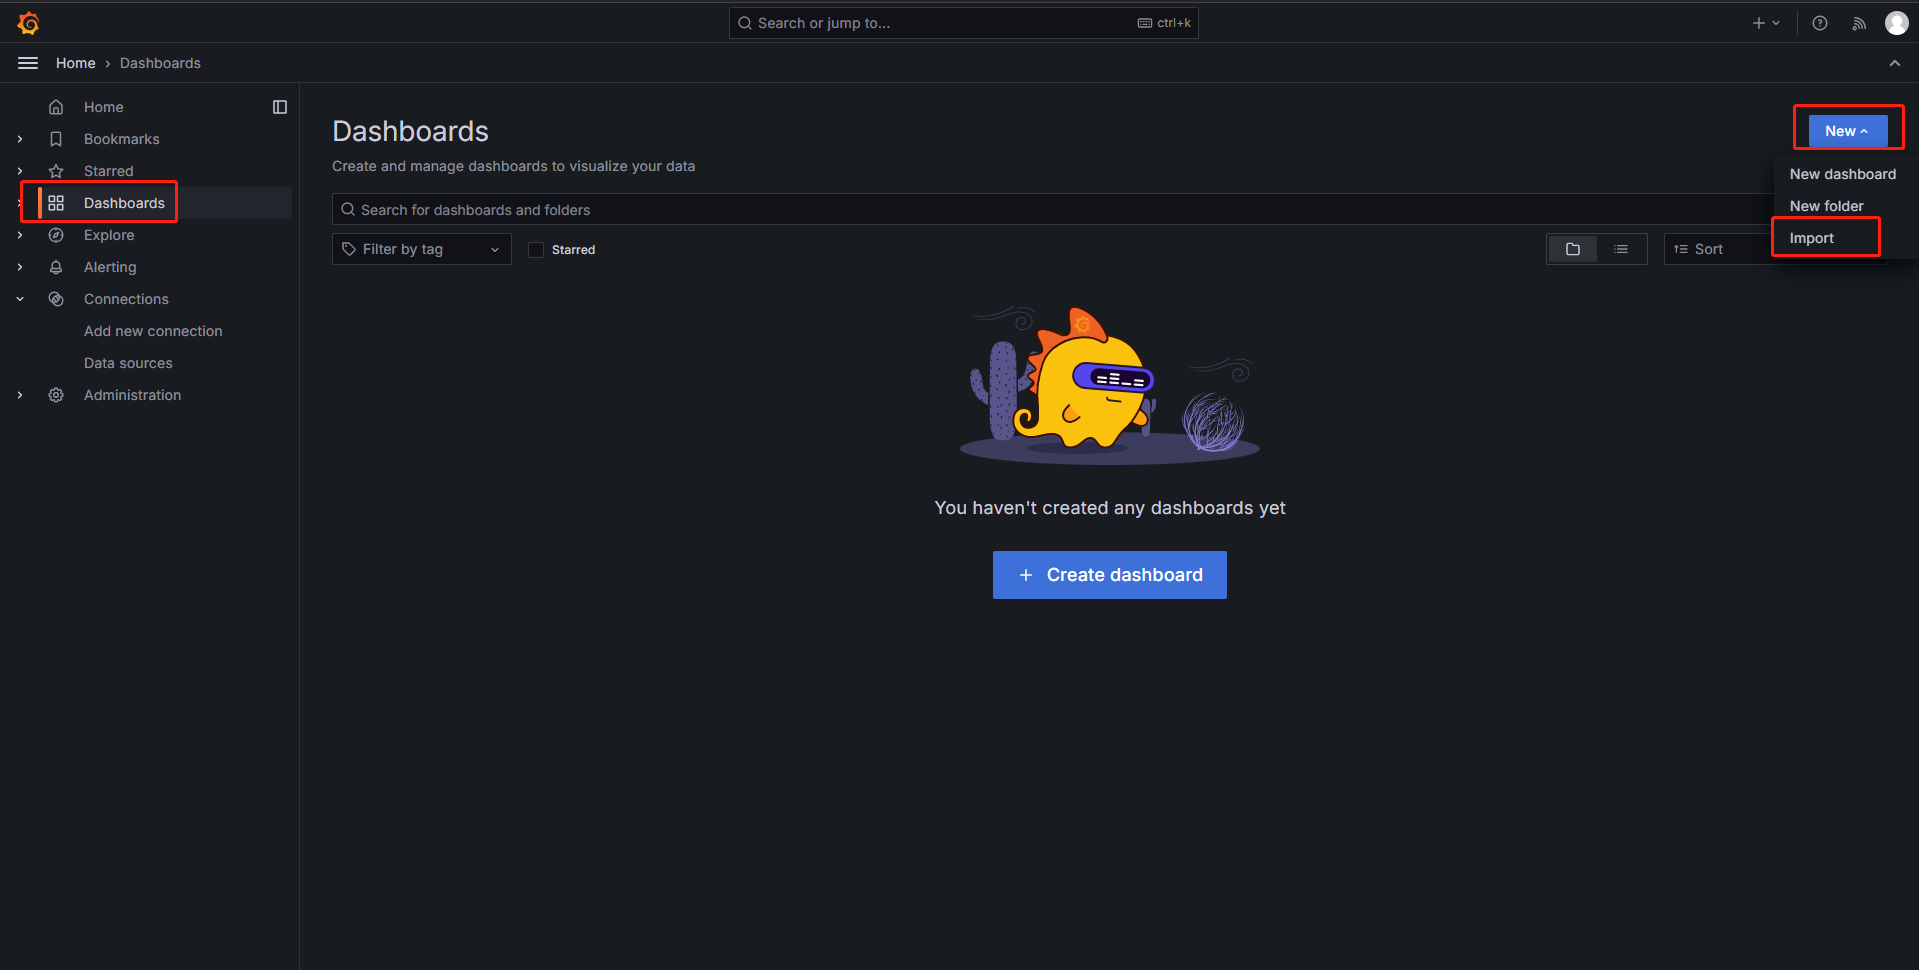 Search or jump to...
ctrl+k
Home › Dashboards
Home
Bookmarks
Starred
Dashboards
Explore
Alerting
Connections
Add new connection
Data sources
Administration
Dashboards
Create and manage dashboards to visualize your data
New
New dashboard
New folder
Import
Search for dashboards and folders
Filter by tag
Starred
Sort
You haven't created any dashboards yet
+ Create dashboard